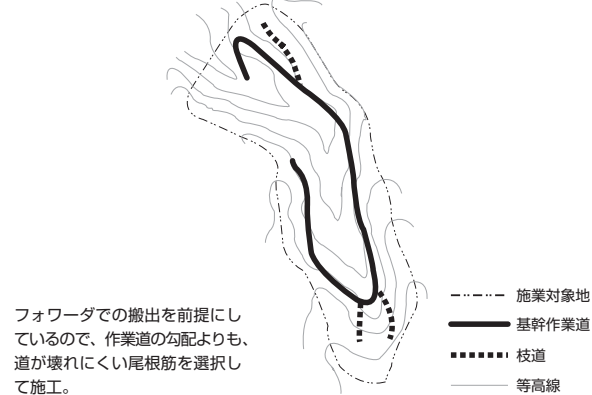 フォワーダでの搬出を前提にし
ているので、作業道の勾配よりも、
道が壊れにくい尾根筋を選択し
て施工。
施業対象地
基幹作業道
枝道
等高線